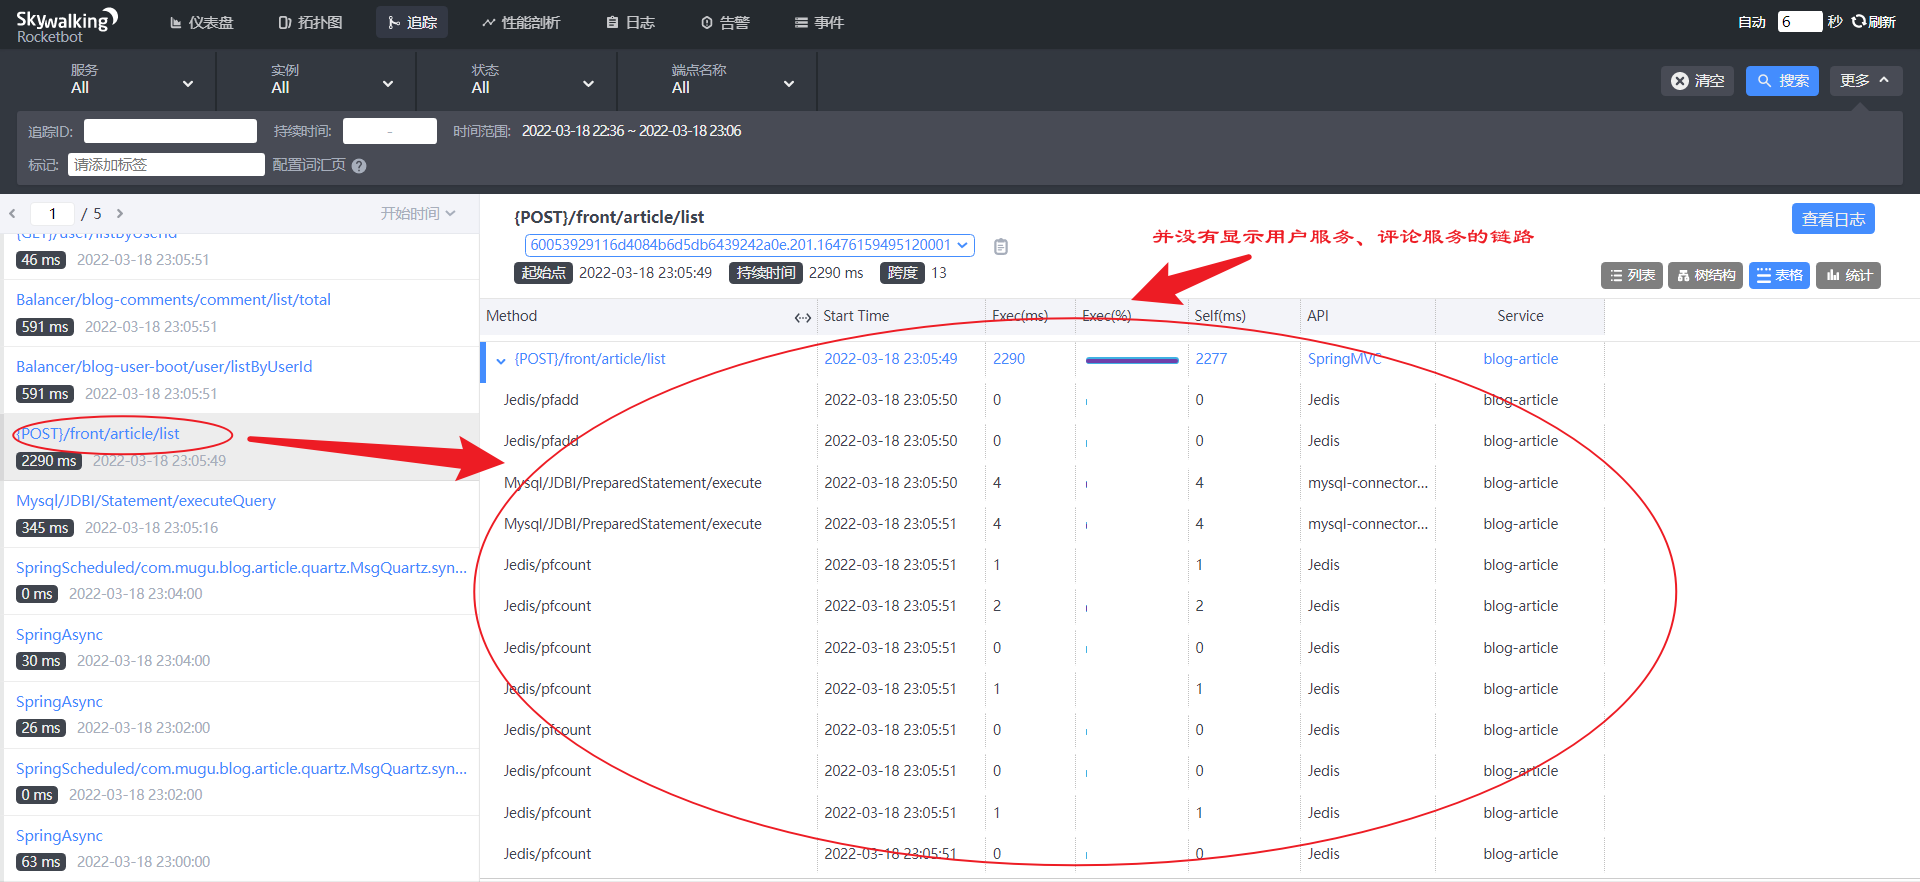 Skywalking
Rocketbot
仪表盘
拓扑图
追踪
性能剖析
日志
告警
事件
自动 6 秒 刷新
服务 All
实例 All
状态 All
端点名称 All
清空
搜索
更多
追踪ID:
持续时间: -
时间范围: 2022-03-18 22:36 ~ 2022-03-18 23:06
标记: 请添加标签
配置词汇页 ?
1 / 5
开始时间
{GET}/user/listByUserId
46 ms 2022-03-18 23:05:51
Balancer/blog-comments/comment/list/total
591 ms 2022-03-18 23:05:51
Balancer/blog-user-boot/user/listByUserId
591 ms 2022-03-18 23:05:51
{POST}/front/article/list
2290 ms 2022-03-18 23:05:49
Mysql/JDBI/Statement/executeQuery
345 ms 2022-03-18 23:05:16
SpringScheduled/com.mugu.blog.article.quartz.MsgQuartz.syn...
0 ms 2022-03-18 23:04:00
SpringAsync
30 ms 2022-03-18 23:04:00
SpringAsync
26 ms 2022-03-18 23:02:00
SpringScheduled/com.mugu.blog.article.quartz.MsgQuartz.syn...
0 ms 2022-03-18 23:02:00
SpringAsync
63 ms 2022-03-18 23:00:00
{POST}/front/article/list
查看日志
60053929116d4084b6d5db6439242a0e.201.16476159495120001
并没有显示用户服务、评论服务的链路
起始点 2022-03-18 23:05:49 持续时间 2290 ms 跨度 13
列表 树结构 表格 统计
Method Start Time Exec(ms) Exec(%) Self(ms) API Service
{POST}/front/article/list 2022-03-18 23:05:49 2290 2277 SpringMVC blog-article
Jedis/pfadd 2022-03-18 23:05:50 0 0 Jedis blog-article
Jedis/pfadd 2022-03-18 23:05:50 0 0 Jedis blog-article
Mysql/JDBI/PreparedStatement/execute 2022-03-18 23:05:50 4 4 mysql-connector... blog-article
Mysql/JDBI/PreparedStatement/execute 2022-03-18 23:05:51 4 4 mysql-connector... blog-article
Jedis/pfcount 2022-03-18 23:05:51 1 1 Jedis blog-article
Jedis/pfcount 2022-03-18 23:05:51 2 2 Jedis blog-article
Jedis/pfcount 2022-03-18 23:05:51 0 0 Jedis blog-article
Jedis/pfcount 2022-03-18 23:05:51 1 1 Jedis blog-article
Jedis/pfcount 2022-03-18 23:05:51 0 0 Jedis blog-article
Jedis/pfcount 2022-03-18 23:05:51 0 0 Jedis blog-article
Jedis/pfcount 2022-03-18 23:05:51 1 1 Jedis blog-article
Jedis/pfcount 2022-03-18 23:05:51 0 0 Jedis blog-article